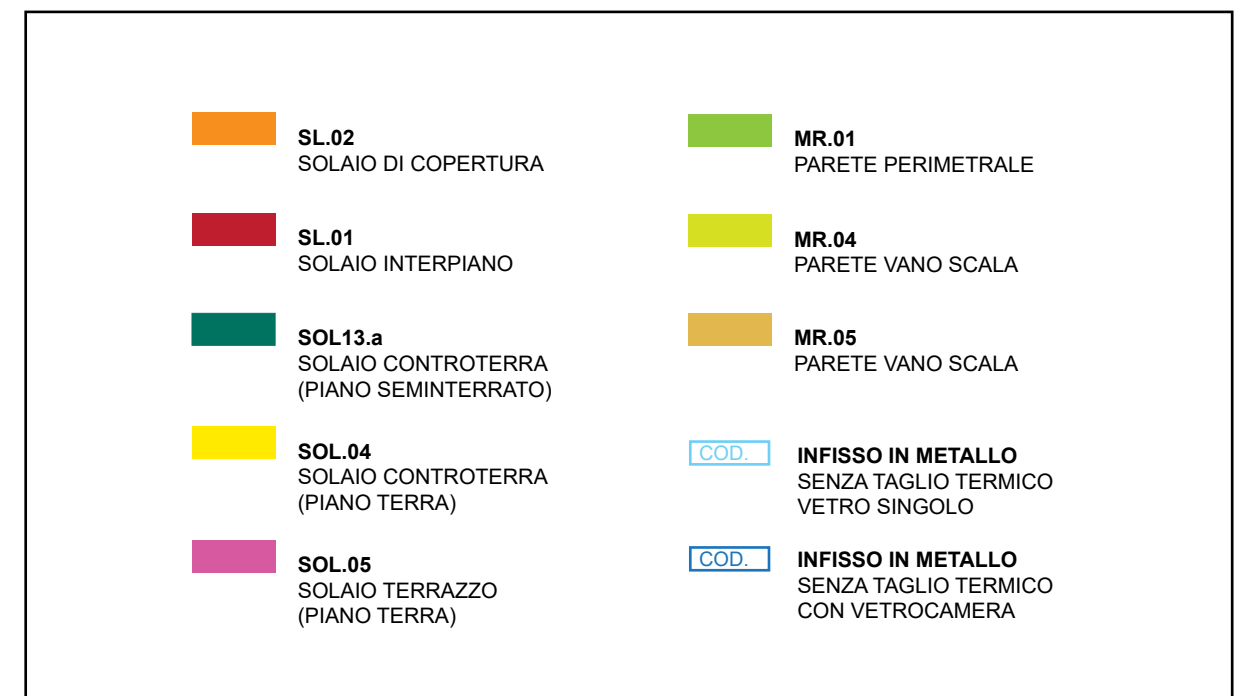 SL.02
SOLAIO DI COPERTURA
SL.01
SOLAIO INTERPIANO
SOL13.a
SOLAIO CONTROTERRA
(PIANO SEMINTERRATO)
SOL.04
SOLAIO CONTROTERRA
(PIANO TERRA)
SOL.05
SOLAIO TERRAZZO
(PIANO TERRA)
MR.01
PARETE PERIMETRALE
MR.04
PARETE VANO SCALA
MR.05
PARETE VANO SCALA
COD.
INFISSO IN METALLO
SENZA TAGLIO TERMICO
VETRO SINGOLO
COD.
INFISSO IN METALLO
SENZA TAGLIO TERMICO
CON VETROCAMERA